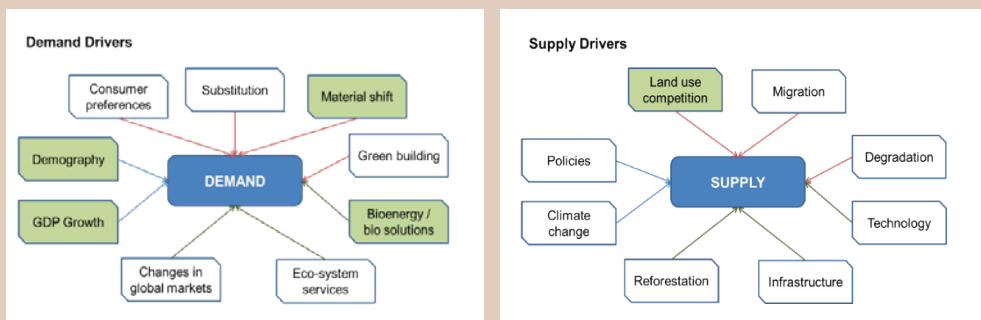 Demand Drivers
Consumer
preferences
Substitution
Material shift
Demography
Green building
DEMAND
GDP Growth
Bioenergy /
bio solutions
Changes in
global markets
Eco-system
services
Supply Drivers
Land use
competition
Migration
Policies
Degradation
SUPPLY
Climate
change
Technology
Reforestation
Infrastructure